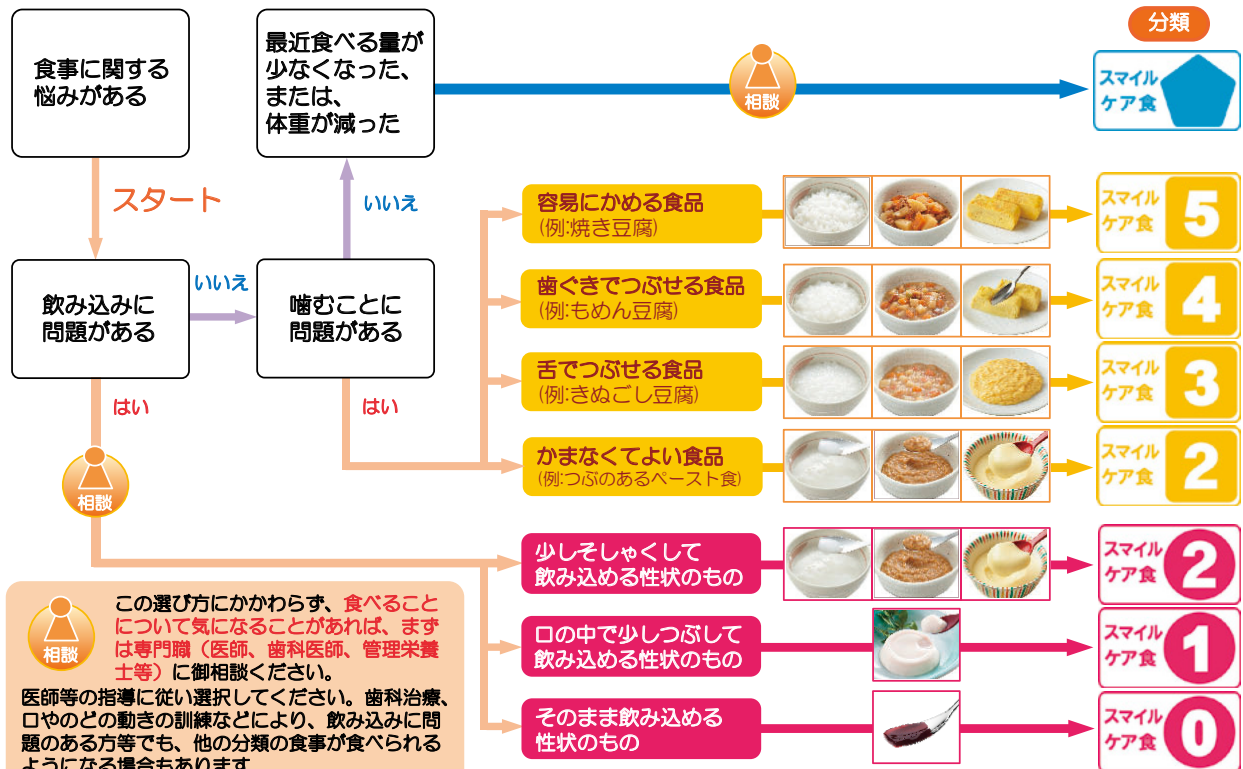 食事に関する
悩みがある
最近食べる量が
少なくなった、
または、
体重が減った
相談
分類
スマイル
ケア食
スタート
いいえ
飲み込みに
問題がある
いいえ
噛むことに
問題がある
はい
はい
相談
容易にかめる食品
(例:焼き豆腐)
スマイル
ケア食
5
歯ぐきでつぶせる食品
(例:もめん豆腐)
スマイル
ケア食
4
舌でつぶせる食品
(例:きぬごし豆腐)
スマイル
ケア食
3
かまなくてよい食品
(例:つぶのあるペースト食)
スマイル
ケア食
2
少しそしゃくして
飲み込める性状のもの
スマイル
ケア食
2
口の中で少しつぶして
飲み込める性状のもの
スマイル
ケア食
1
そのまま飲み込める
性状のもの
スマイル
ケア食
0
相談
この選び方にかかわらず、食べること
について気になることがあれば、まず
は専門職（医師、歯科医師、管理栄養
士等）に御相談ください。
医師等の指導に従い選択してください。歯科治療、
口やのどの動きの訓練などにより、飲み込みに問
題のある方等でも、他の分類の食事が食べられる
ようになる場合もあります